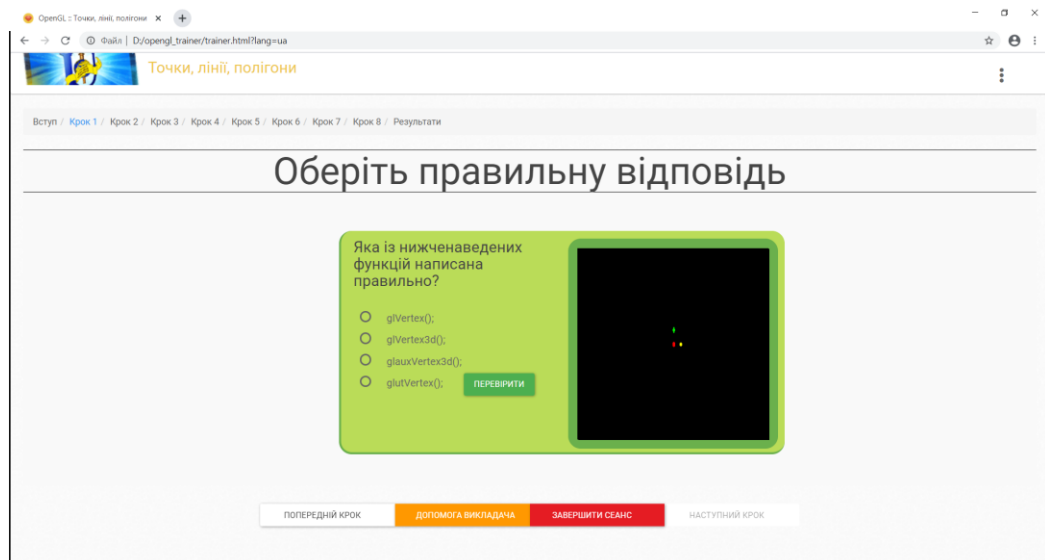 OpenGL :: Точки, лінії, полігони
Файл | D:/opengl_trainer/trainer.html?lang=ua
Точки, лінії, полігони
Вступ / Крок 1 / Крок 2 / Крок 3 / Крок 4 / Крок 5 / Крок 6 / Крок 7 / Крок 8 / Результати
Оберіть правильну відповідь
Яка із нижченаведених
функцій написана
правильно?
glVertex();
glVertex3d();
glauxVertex3d();
glutVertex();
ПЕРЕВІРИТИ
ПОПЕРЕДНІЙ КРОК
ДОПОМОГА ВИКЛАДАЧА
ЗАВЕРШИТИ СЕАНС
НАСТУПНИЙ КРОК